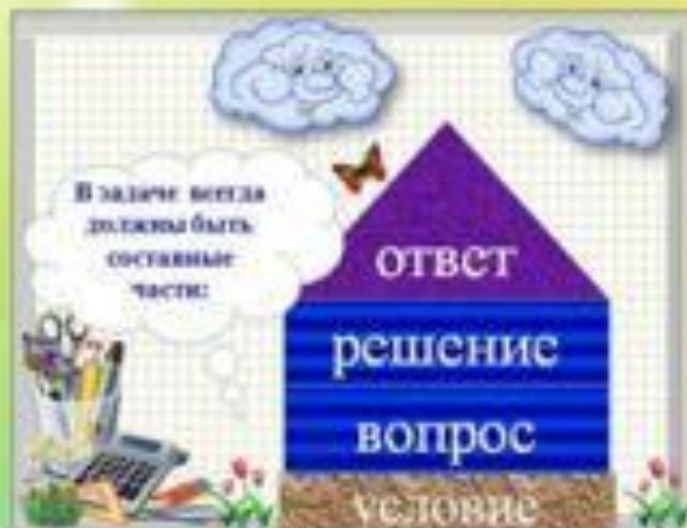 В задаче всегда
должны быть
составные
части:
ответ
решение
вопрос
условие